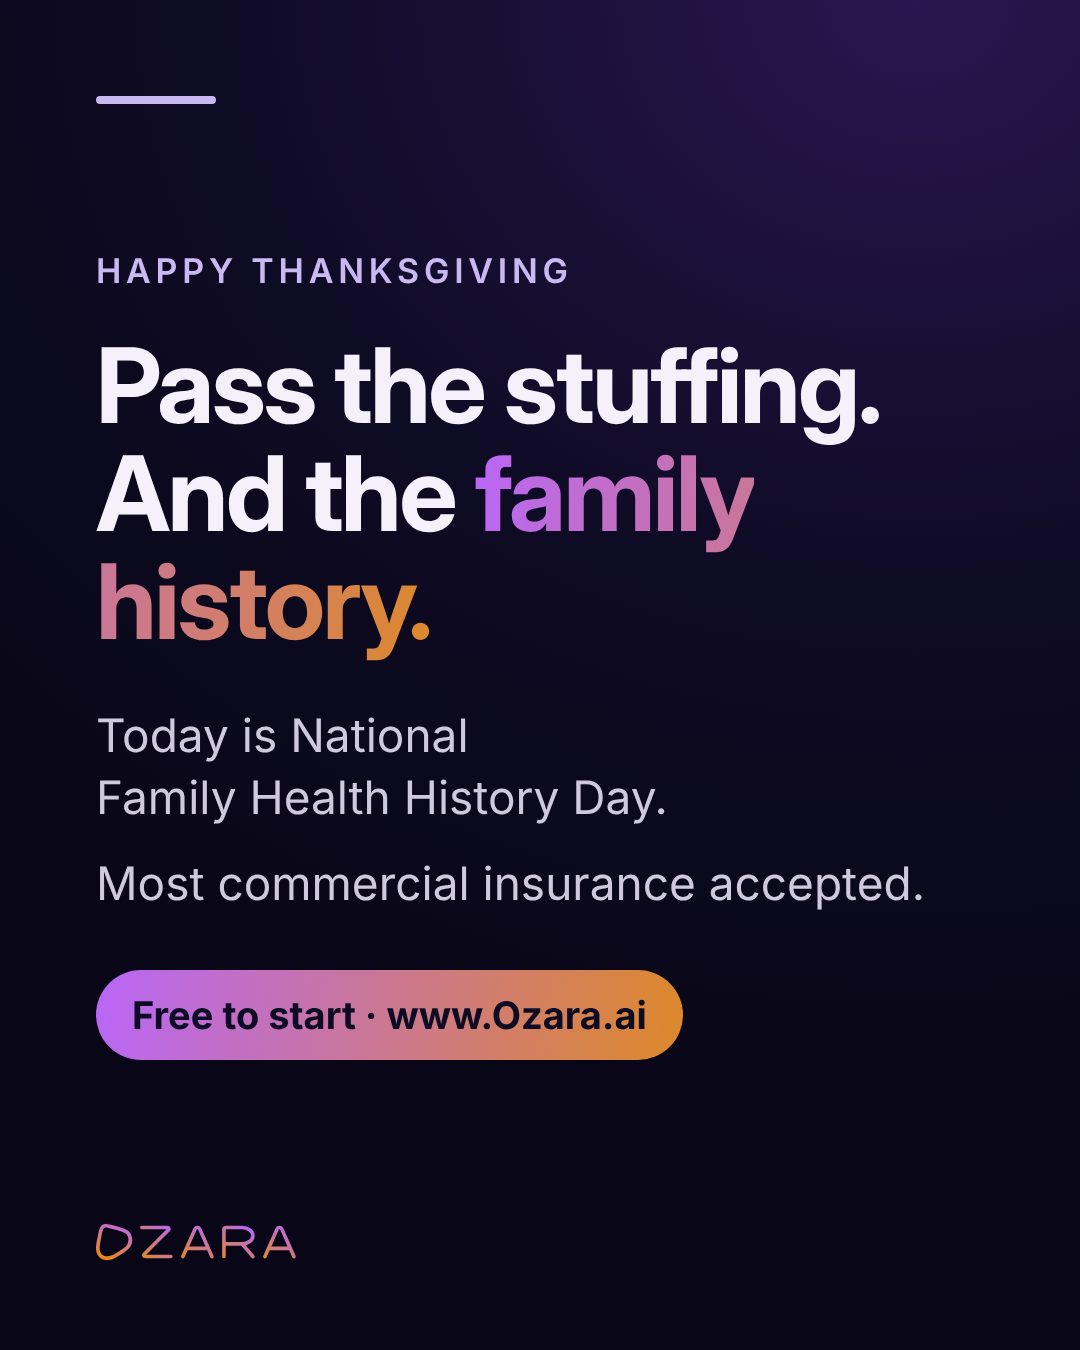 HAPPY THANKSGIVING
Pass the stuffing.
And the family
history.
Today is National
Family Health History Day.
Most commercial insurance accepted.
Free to start · www.Ozara.ai
OZARA